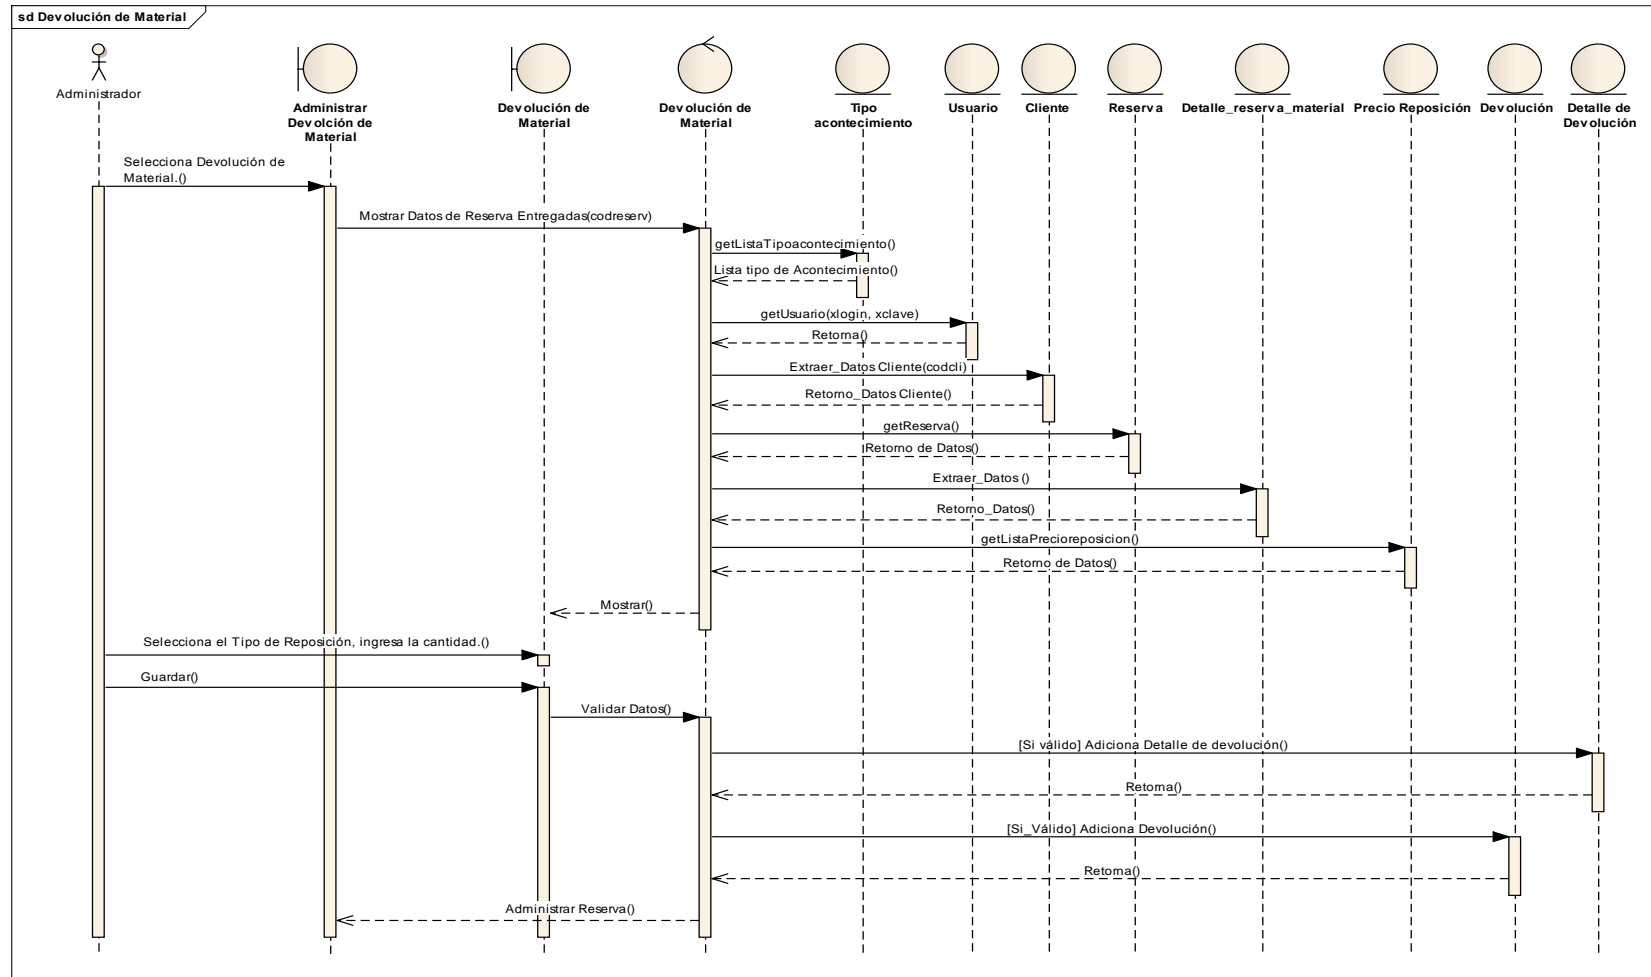 sd Devolución de Material
Administrador
Administrar
Devolción de
Material
Devolución de
Material
Devolución de
Material
Tipo
acontecimiento
Usuario
Cliente
Reserva
Detalle_reserva_material
Precio Reposición
Devolución
Detalle de
Devolución
Selecciona Devolución de
Material.()
Mostrar Datos de Reserva Entregadas(codreserv)
getListaTipoacontecimiento()
Lista tipo de Acontecimiento()
getUsuario(xlogin, xclave)
Retorna()
Extraer_Datos Cliente(codcli)
Retorno_Datos Cliente()
getReserva()
Retorno de Datos()
Extraer_Datos ()
Retorno_Datos()
getListaPrecioreposicion()
Retorno de Datos()
Mostrar()
Selecciona el Tipo de Reposición, ingresa la cantidad.()
Guardar()
Validar Datos()
[Si válido] Adiciona Detalle de devolución()
Retorna()
[Si_Válido] Adiciona Devolución()
Retorna()
Administrar Reserva()